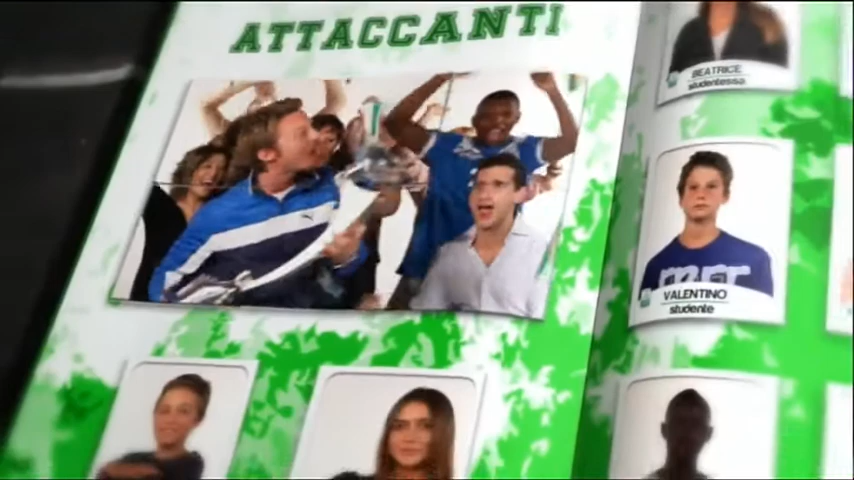 ATTACCANTI
BEATRICE
studentessa
VALENTINO
studente